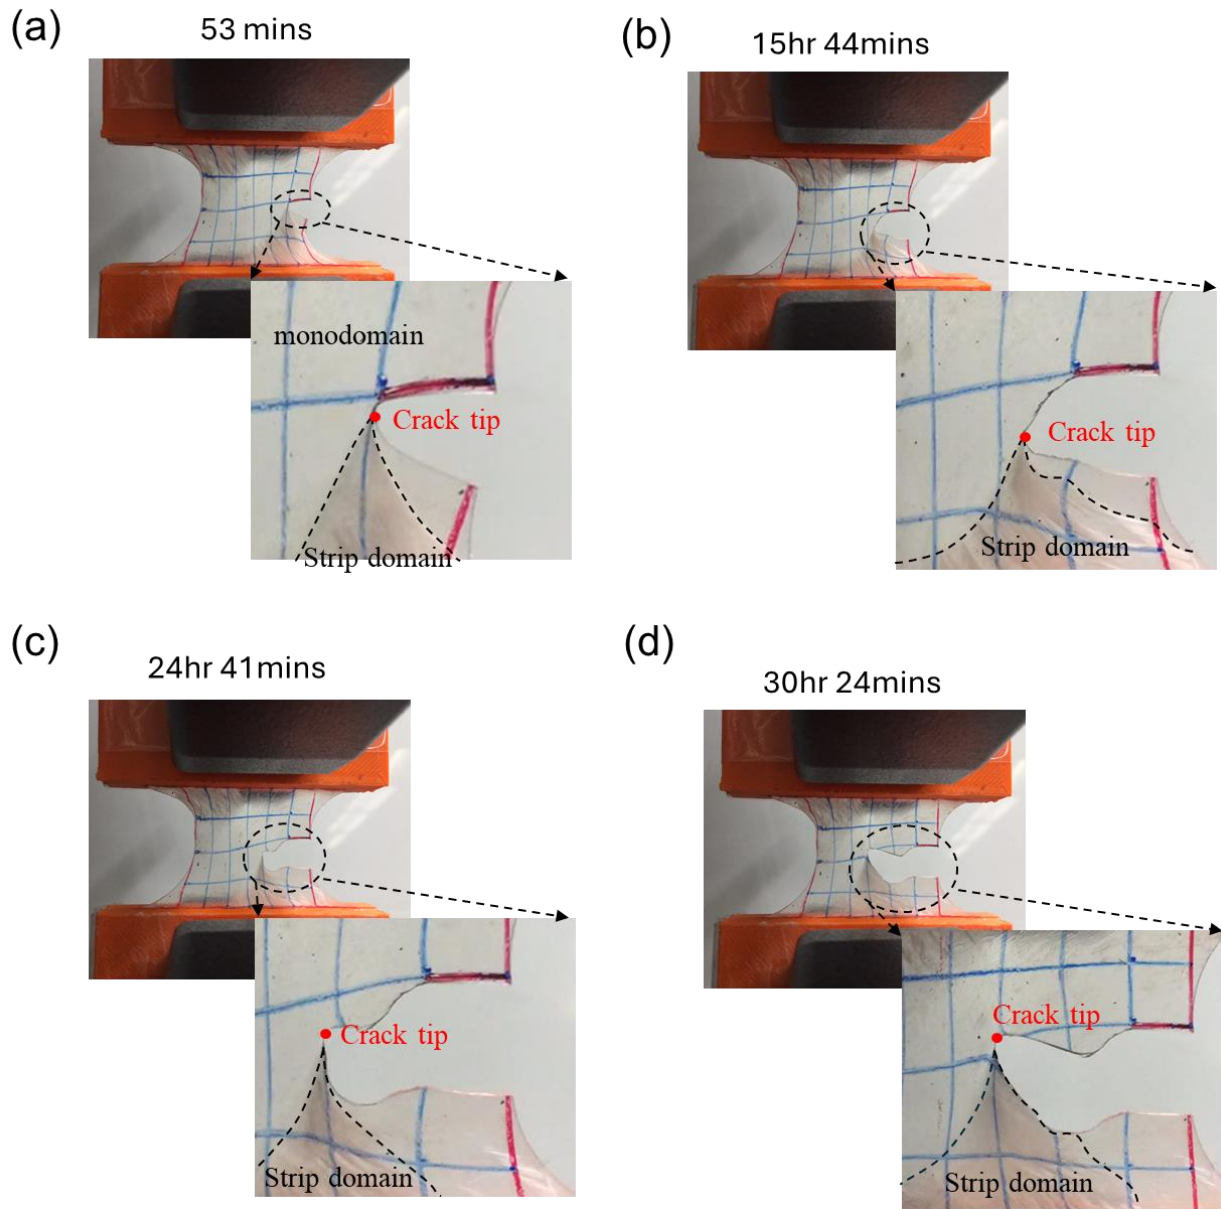 (a)
53 mins
monodomain
Crack tip
Strip domain
(b)
15hr 44mins
Crack tip
Strip domain
(c)
24hr 41mins
Crack tip
Strip domain
(d)
30hr 24mins
Crack tip
Strip domain